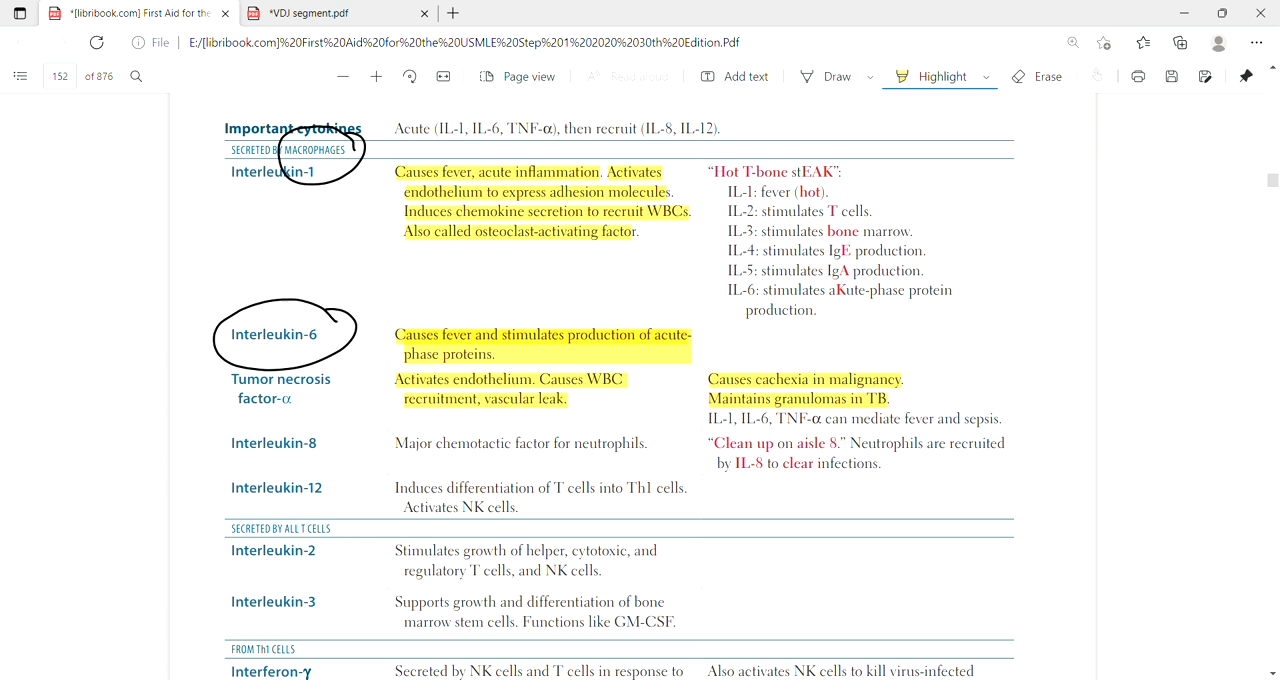 *[libribook.com] First Aid for the
*VDJ segment.pdf
File
E:/[libribook.com]%20First%20Aid%20for%20the%20USMLE%20Step%201%202020%2030th%20Edition.Pdf
152 of 876
Page view
Read aloud
Add text
Draw
Highlight
Erase
Important cytokines
Acute (IL-1, IL-6, TNF-α), then recruit (IL-8, IL-12).
SECRETED BY MACROPHAGES
Interleukin-1
Causes fever, acute inflammation. Activates
endothelium to express adhesion molecules.
Induces chemokine secretion to recruit WBCs.
Also called osteoclast-activating factor.
“Hot T-bone stEAK”:
IL-1: fever (hot).
IL-2: stimulates T cells.
IL-3: stimulates bone marrow.
IL-4: stimulates IgE production.
IL-5: stimulates IgA production.
IL-6: stimulates aKute-phase protein
production.
Interleukin-6
Causes fever and stimulates production of acute-
phase proteins.
Tumor necrosis
factor-α
Activates endothelium. Causes WBC
recruitment, vascular leak.
Causes cachexia in malignancy.
Maintains granulomas in TB.
IL-1, IL-6, TNF-α can mediate fever and sepsis.
Interleukin-8
Major chemotactic factor for neutrophils.
“Clean up on aisle 8.” Neutrophils are recruited
by IL-8 to clear infections.
Interleukin-12
Induces differentiation of T cells into Th1 cells.
Activates NK cells.
SECRETED BY ALL T CELLS
Interleukin-2
Stimulates growth of helper, cytotoxic, and
regulatory T cells, and NK cells.
Interleukin-3
Supports growth and differentiation of bone
marrow stem cells. Functions like GM-CSF.
FROM Th1 CELLS
Interferon-γ
Secreted by NK cells and T cells in response to
Also activates NK cells to kill virus-infected